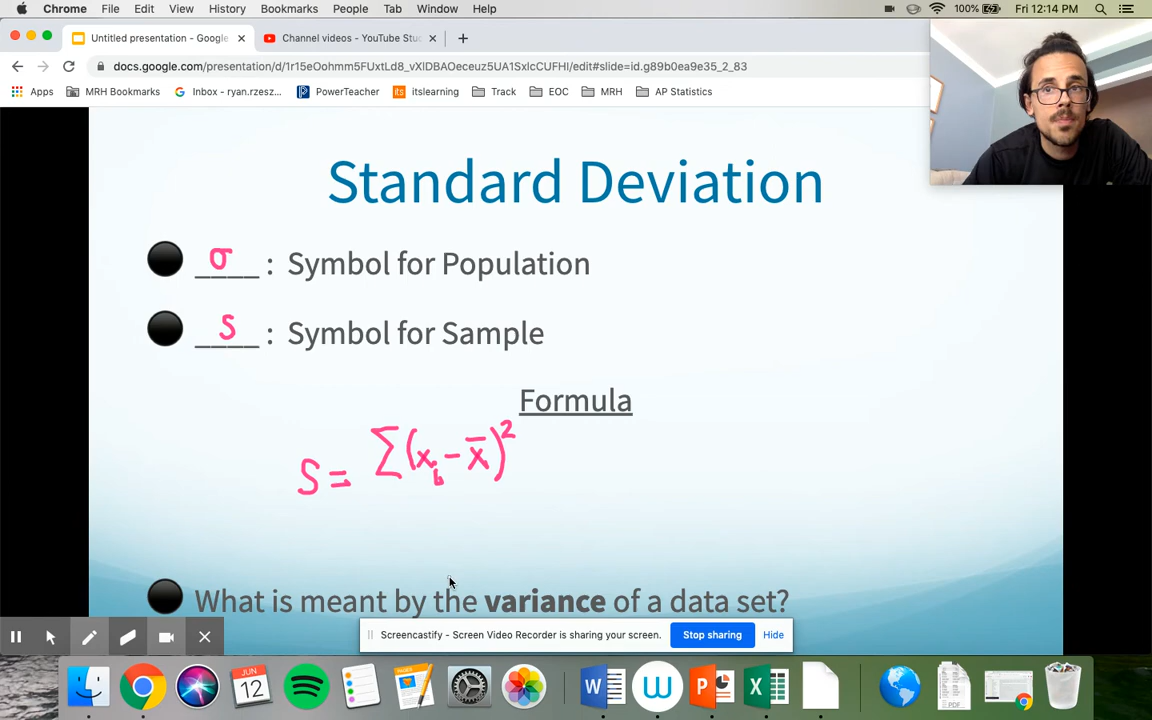 Chrome File Edit View History Bookmarks People Tab Window Help 100% Fri 12:14 PM
Untitled presentation - Google Channel videos - YouTube Stu
docs.google.com/presentation/d/1r15eOohmm5FUxtLd8_vXlDBAOeceuz5UA1SxlcCUFHI/edit#slide=id.g89b0ea9e35_2_83
Apps MRH Bookmarks Inbox - ryan.rzesz... PowerTeacher its itslearning Track EOC MRH AP Statistics
Standard Deviation
σ : Symbol for Population
S : Symbol for Sample
Formula
S = Σ(xᵢ - x̄)²
What is meant by the variance of a data set?
Screencastify - Screen Video Recorder is sharing your screen. Stop sharing Hide
JUN
12
W W P X
PDF